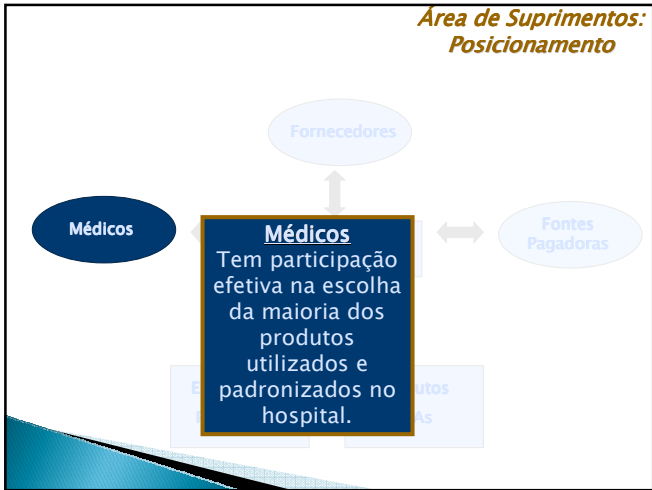 Área de Suprimentos:
Posicionamento
Fornecedores
Médicos
Fontes
Pagadoras
Médicos
Tem participação
efetiva na escolha
da maioria dos
produtos
utilizados e
padronizados no
hospital.